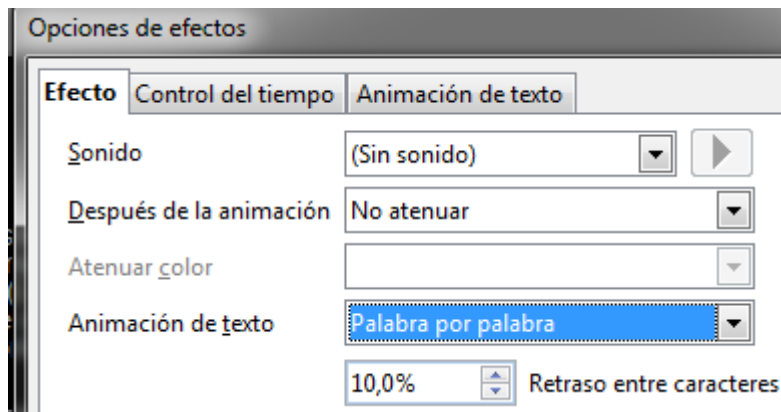 Opciones de efectos
Efecto Control del tiempo Animación de texto
Sonido (Sin sonido)
Después de la animación No atenuar
Atenuar color
Animación de texto Palabra por palabra
10,0% Retraso entre caracteres